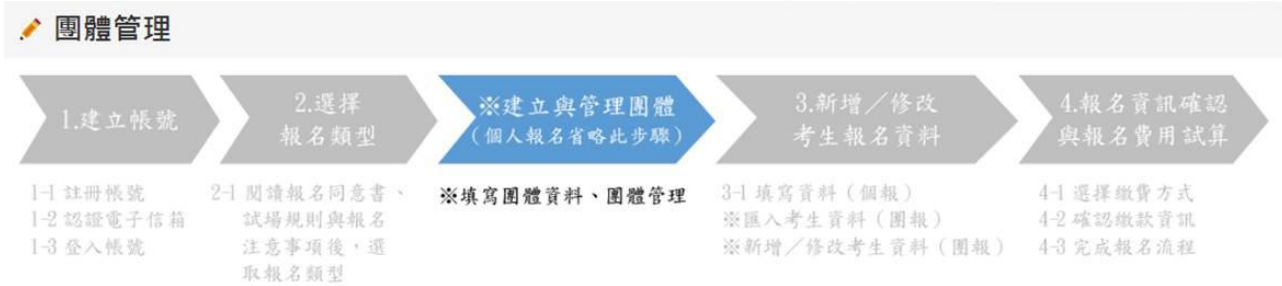 團體管理
1.建立帳號
2.選擇
報名類型
※建立與管理團體
(個人報名省略此步驟)
3.新增／修改
考生報名資料
4.報名資訊確認
與報名費用試算
1-1 註冊帳號
1-2 認證電子信箱
1-3 登入帳號
2-1 閱讀報名同意書、
試場規則與報名
注意事項後，選
取報名類型
※填寫團體資料、團體管理
3-1 填寫資料（個報）
※匯入考生資料（團報）
※新增／修改考生資料（團報）
4-1 選擇繳費方式
4-2 確認繳款資訊
4-3 完成報名流程